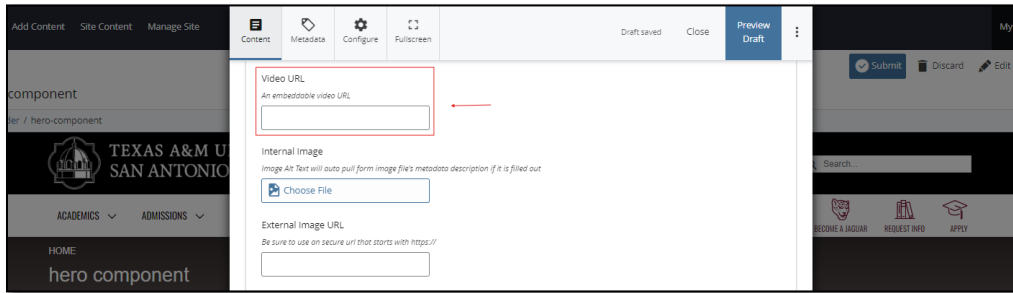 Add Content Site Content Manage Site
Content Metadata Configure Fullscreen
Draft saved Close Preview Draft
My
Submit Discard Edit
component
der / hero-component
Video URL
An embeddable video URL
Internal Image
Image Alt Text will auto pull form image file's metadata description if it is filled out
Choose File
External Image URL
Be sure to use an secure url that starts with https://
TEXAS A&M U
SAN ANTONIO
Search...
ACADEMICS ADMISSIONS
BECOME A JAGUAR REQUEST INFO APPLY
HOME
hero component